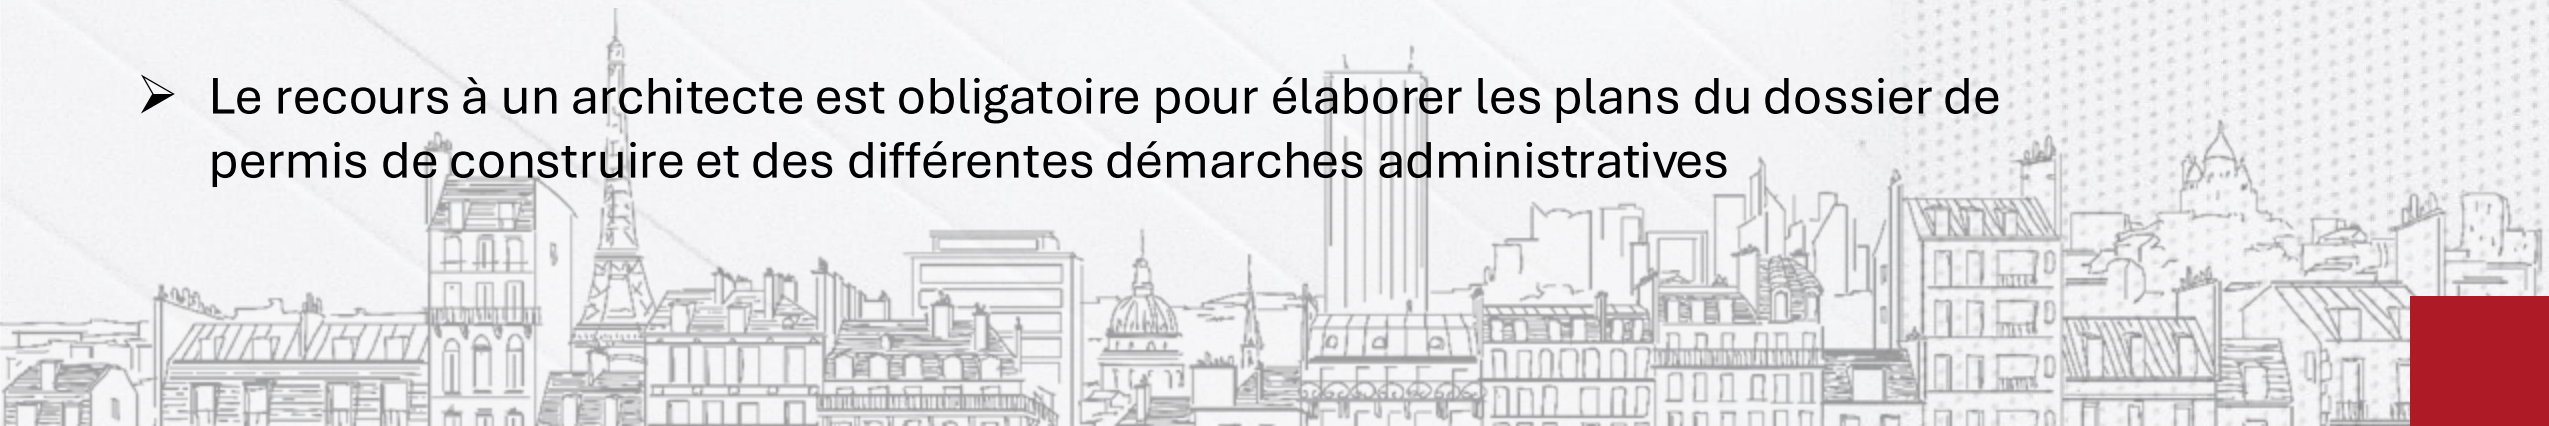 ➢ Le recours à un architecte est obligatoire pour élaborer les plans du dossier de
permis de construire et des différentes démarches administratives